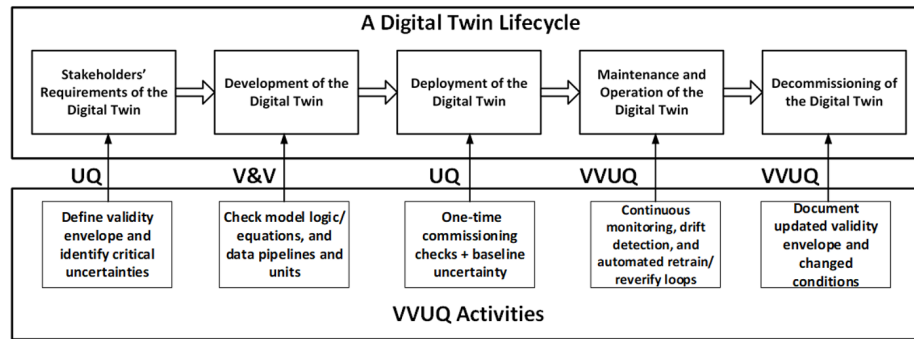 A Digital Twin Lifecycle
Stakeholders'
Requirements of the
Digital Twin
Development of the
Digital Twin
Deployment of the
Digital Twin
Maintenance and
Operation of the
Digital Twin
Decommissioning
of the Digital Twin
UQ
V&V
UQ
VVUQ
VVUQ
Define validity
envelope and
identify critical
uncertainties
Check model logic/
equations, and
data pipelines and
units
One-time
commissioning
checks + baseline
uncertainty
Continuous
monitoring, drift
detection, and
automated retrain/
reverify loops
Document
updated validity
envelope and
changed
conditions
VVUQ Activities